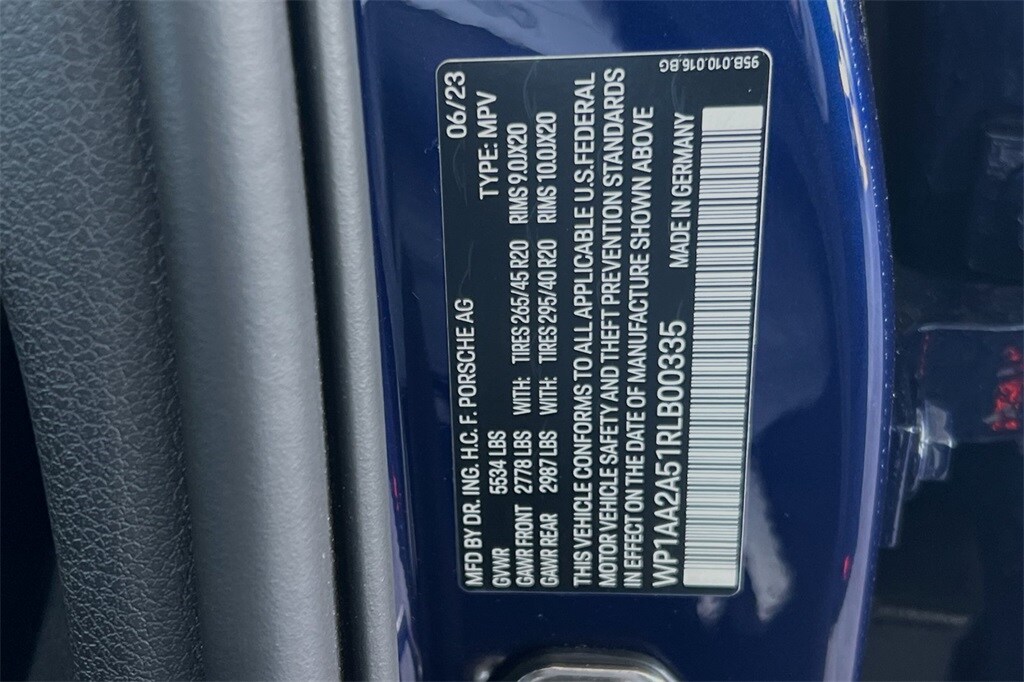 06/23
MFD BY DR. ING. H.C. F. PORSCHE AG TYPE: MPV
GVWR 5534 LBS
GAWR FRONT 2778 LBS WITH: TIRES 265/45 R20 RIMS 9.0JX20
GAWR REAR 2987 LBS WITH: TIRES 295/40 R20 RIMS 10.0JX20
THIS VEHICLE CONFORMS TO ALL APPLICABLE U.S. FEDERAL
MOTOR VEHICLE SAFETY AND THEFT PREVENTION STANDARDS
IN EFFECT ON THE DATE OF MANUFACTURE SHOWN ABOVE
WP1AA2A51RLB00335 MADE IN GERMANY
95B.010.016.BG